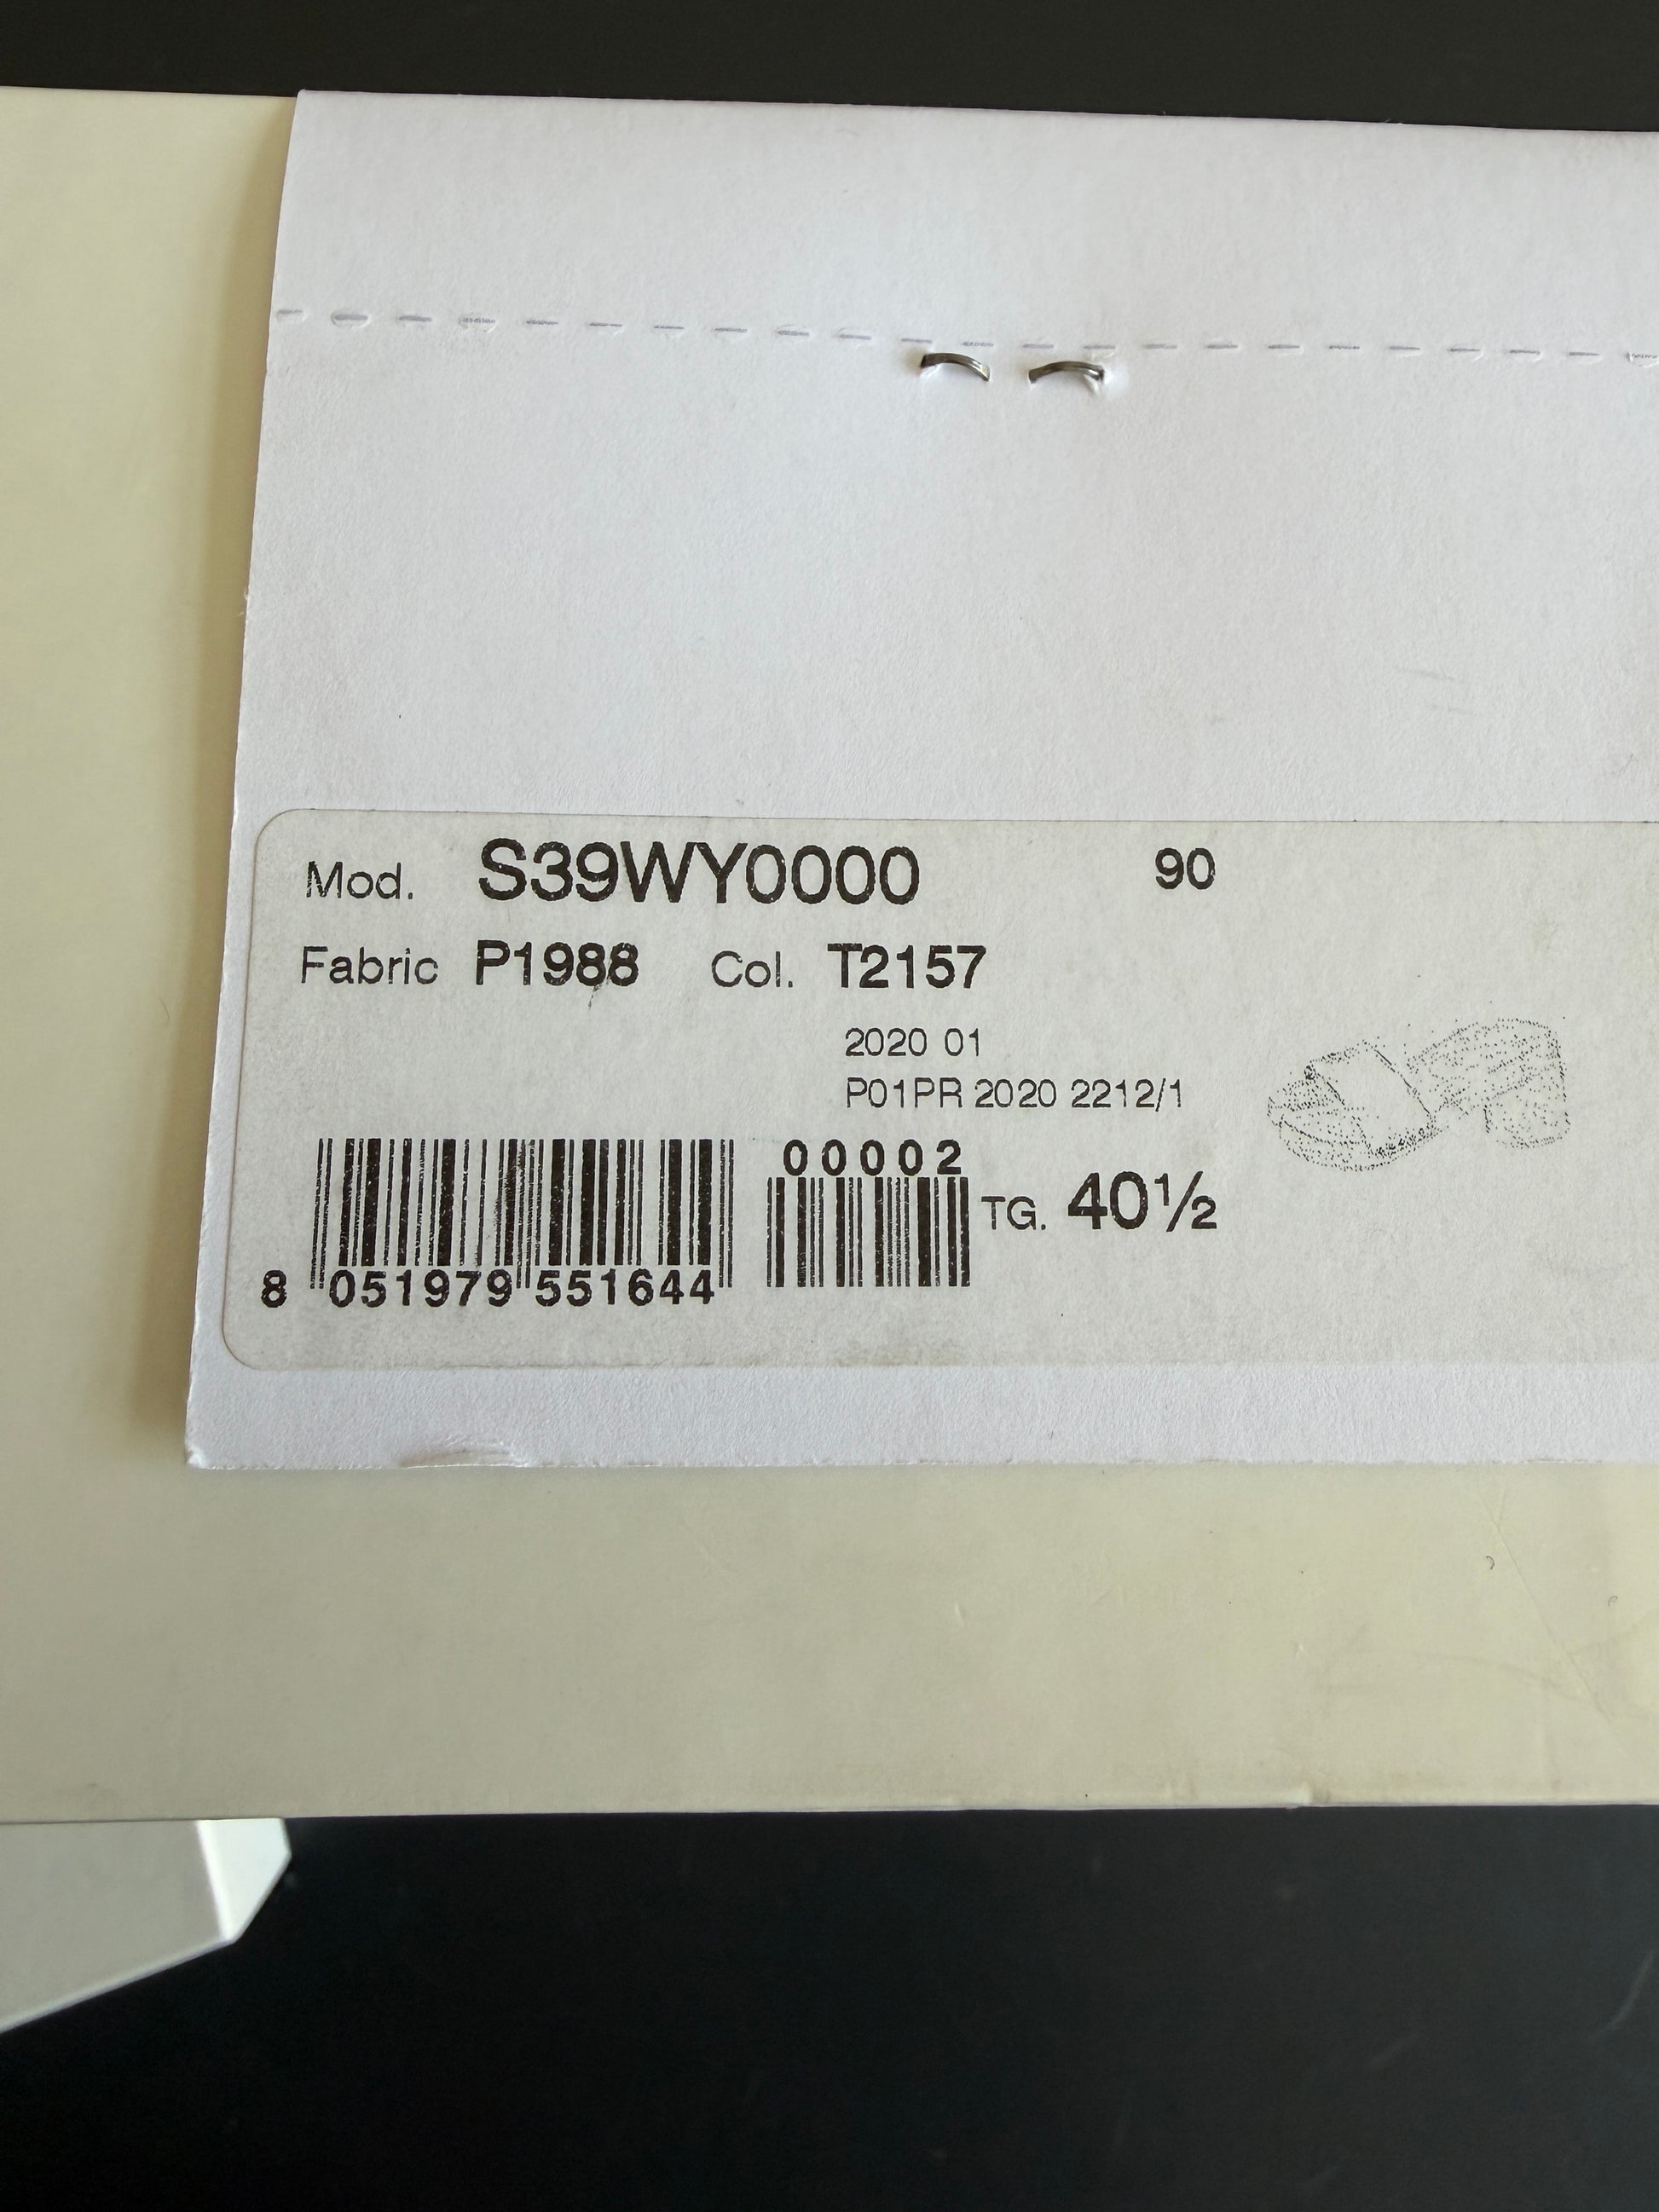 Mod. S39WY0000 90
Fabric P1988 Col. T2157
2020 01
P01PR 2020 2212/1
00002
TG. 40½
8 051979 551644